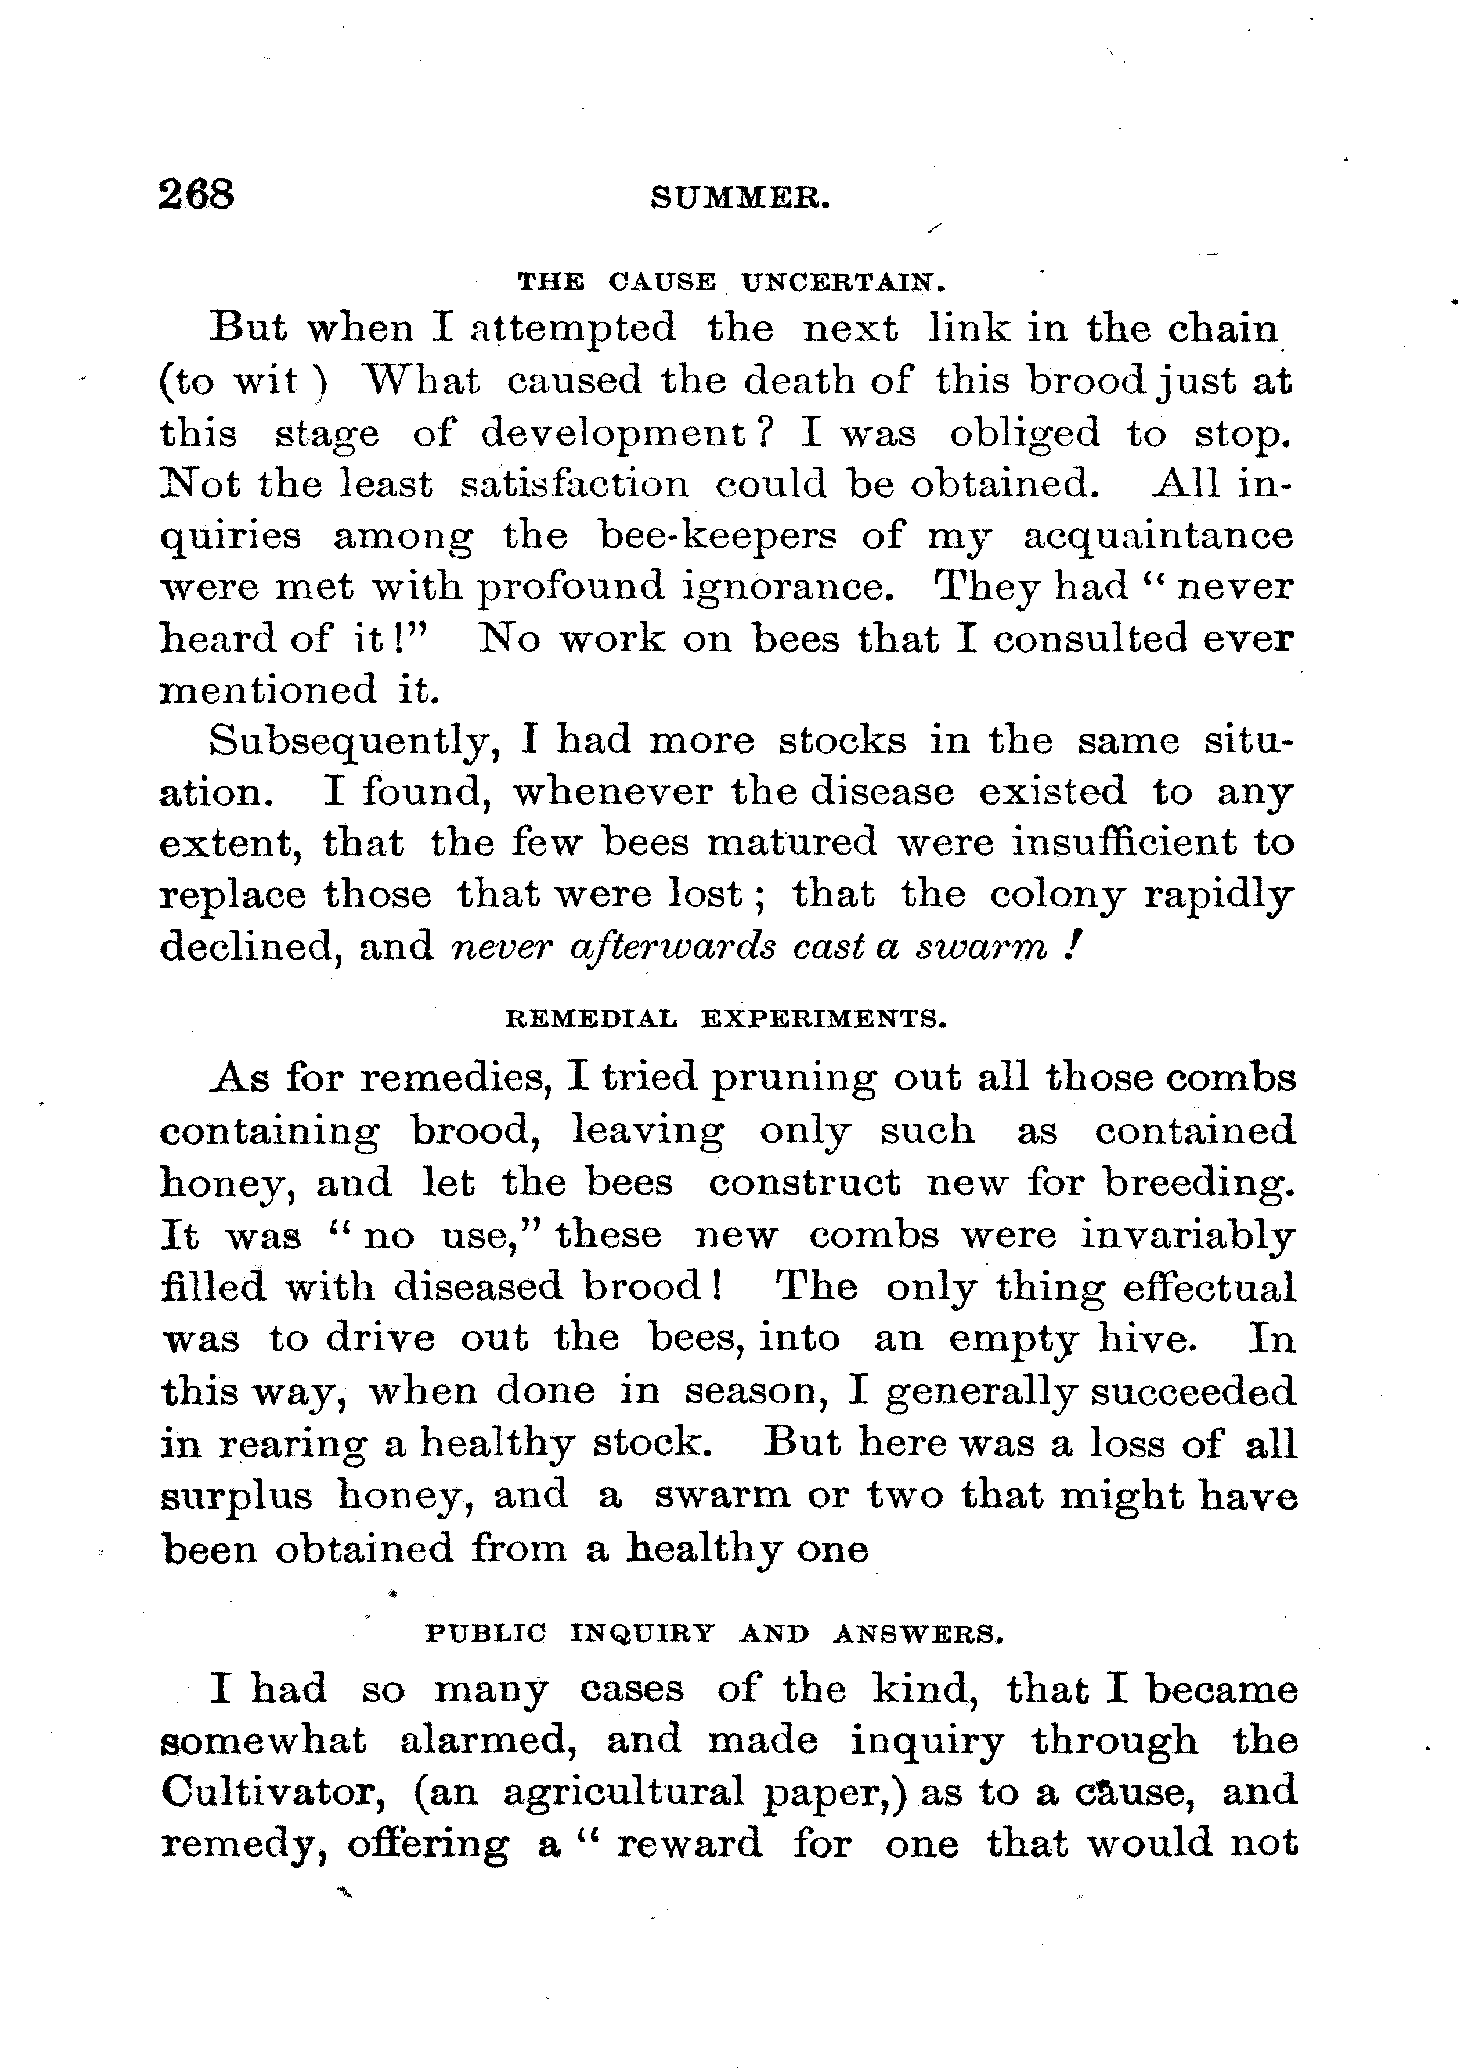 268 SUMMER.
THE CAUSE UNCERTAIN.
But when I attempted the next link in the chain
(to wit ) What caused the death of this brood just at
this stage of development ? I was obliged to stop.
Not the least satisfaction could be obtained. All in-
quiries among the bee-keepers of my acquaintance
were met with profound ignorance. They had “ never
heard of it !” No work on bees that I consulted ever
mentioned it.
Subsequently, I had more stocks in the same situ-
ation. I found, whenever the disease existed to any
extent, that the few bees matured were insufficient to
replace those that were lost ; that the colony rapidly
declined, and never afterwards cast a swarm !
REMEDIAL EXPERIMENTS.
As for remedies, I tried pruning out all those combs
containing brood, leaving only such as contained
honey, and let the bees construct new for breeding.
It was “ no use,” these new combs were invariably
filled with diseased brood ! The only thing effectual
was to drive out the bees, into an empty hive. In
this way, when done in season, I generally succeeded
in rearing a healthy stock. But here was a loss of all
surplus honey, and a swarm or two that might have
been obtained from a healthy one
PUBLIC INQUIRY AND ANSWERS.
I had so many cases of the kind, that I became
somewhat alarmed, and made inquiry through the
Cultivator, (an agricultural paper,) as to a cause, and
remedy, offering a “ reward for one that would not